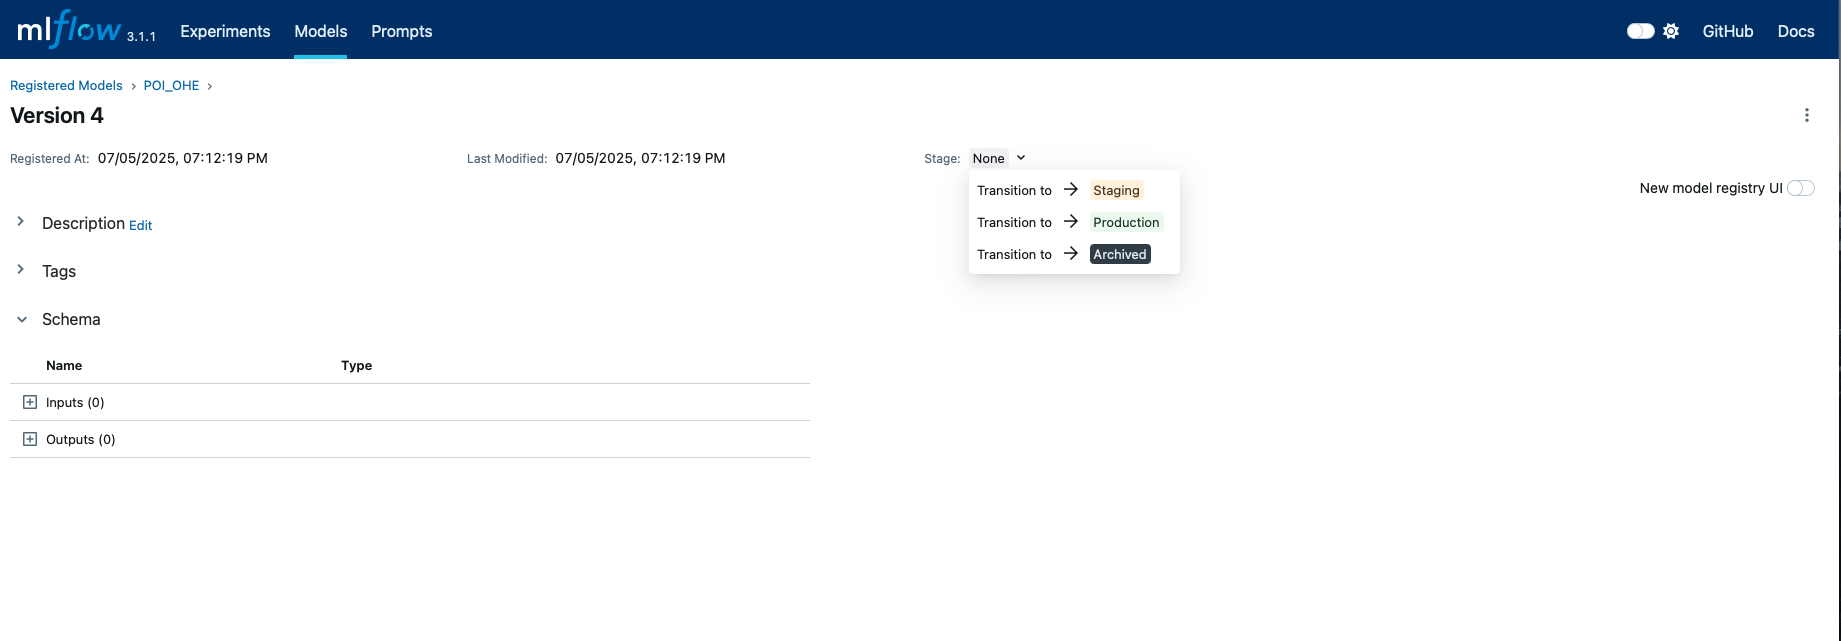 mlflow 3.1.1 Experiments Models Prompts GitHub Docs
Registered Models > POI_OHE >
Version 4
Registered At: 07/05/2025, 07:12:19 PM Last Modified: 07/05/2025, 07:12:19 PM Stage: None
Transition to → Staging
New model registry UI
Transition to → Production
Transition to → Archived
Description Edit
Tags
Schema
Name Type
Inputs (0)
Outputs (0)